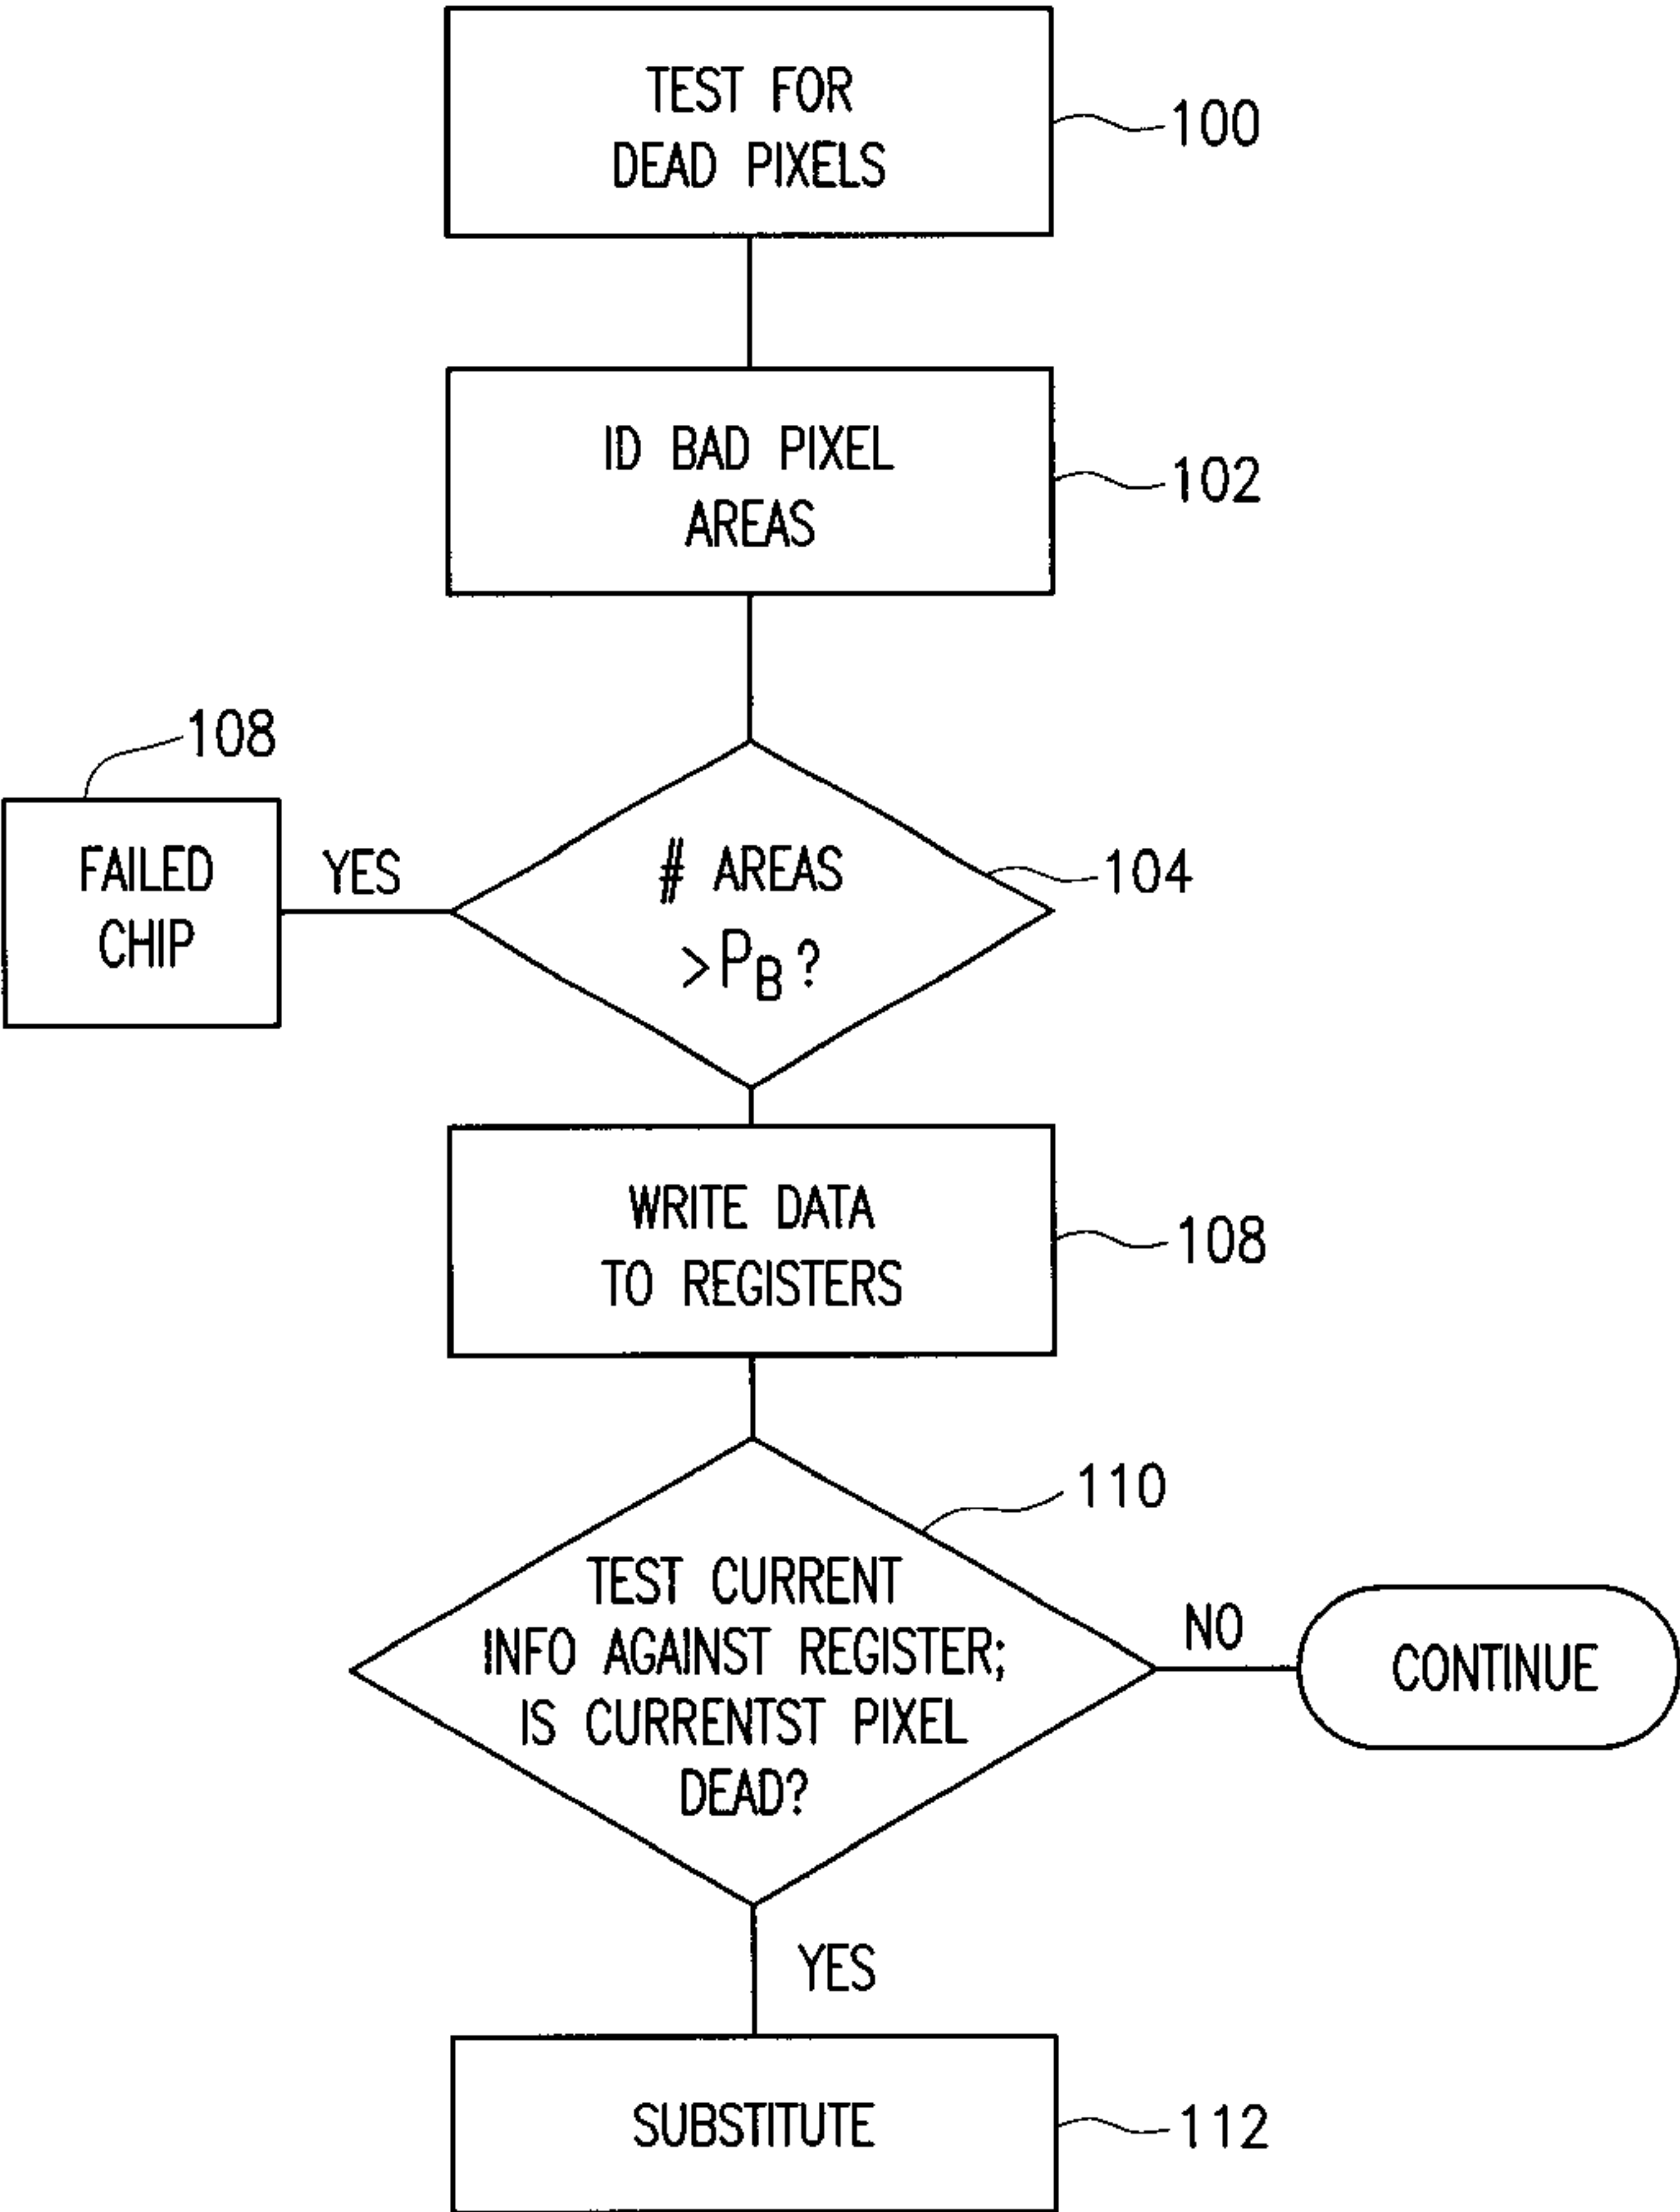 TEST FOR
DEAD PIXELS
100
ID BAD PIXEL
AREAS
102
108
FAILED
CHIP
YES
# AREAS
>PB?
104
WRITE DATA
TO REGISTERS
108
110
TEST CURRENT
INFO AGAINST REGISTER;
IS CURRENTST PIXEL
DEAD?
NO
CONTINUE
YES
SUBSTITUTE
112